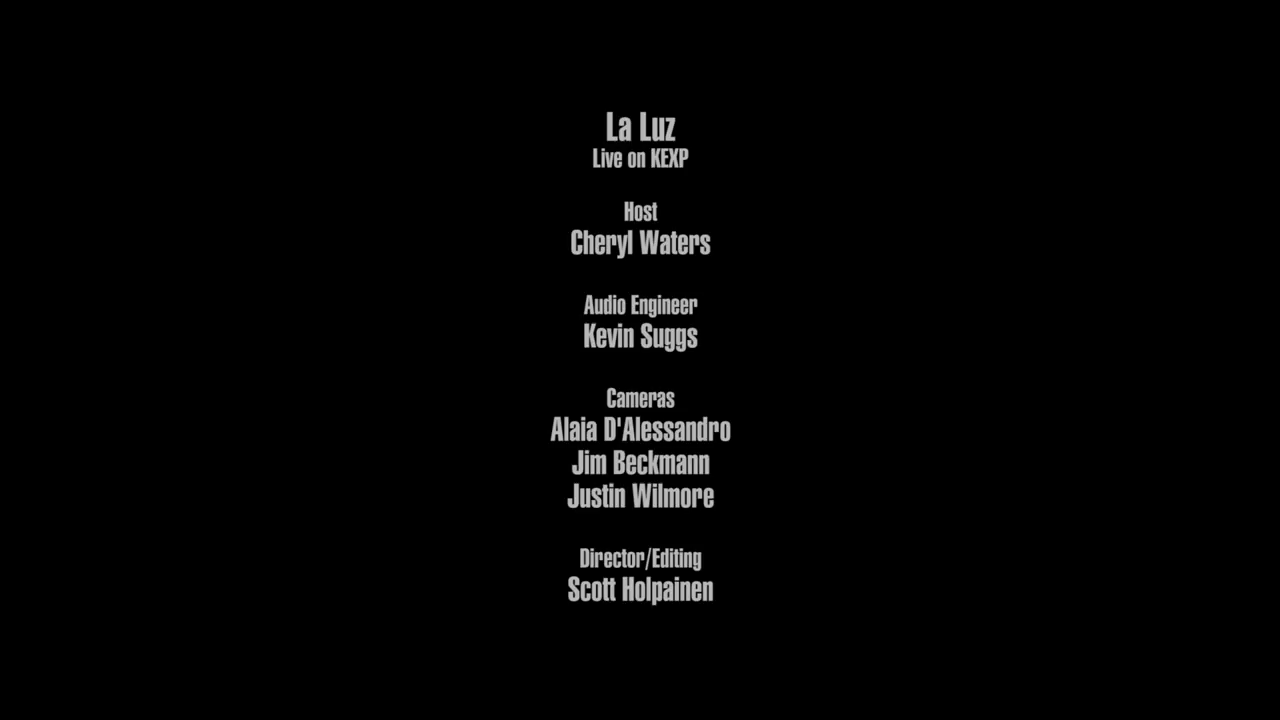 La Luz
Live on KEXP
Host
Cheryl Waters
Audio Engineer
Kevin Suggs
Cameras
Alaia D'Alessandro
Jim Beckmann
Justin Wilmore
Director/Editing
Scott Holpainen